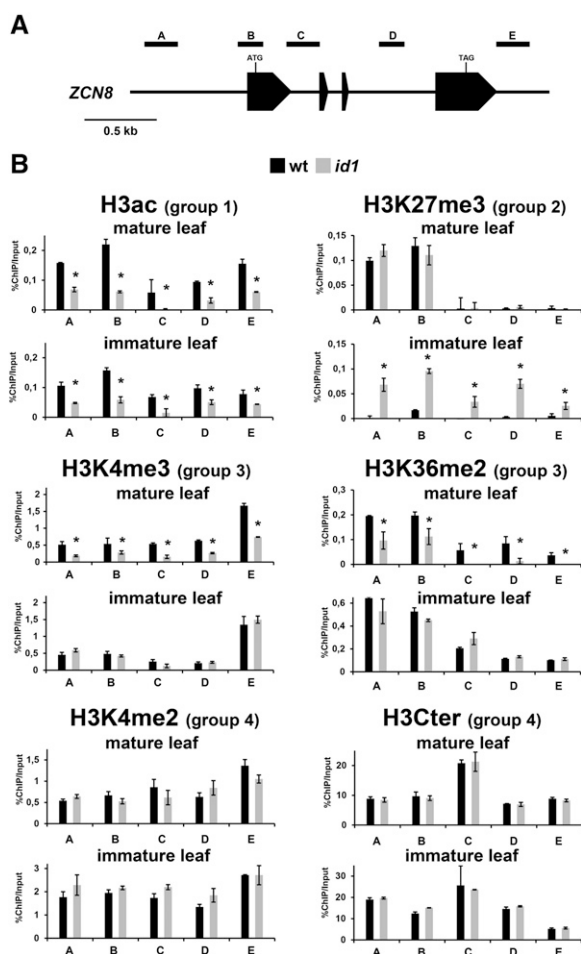 A
A B C D E
ATG TAG
ZCN8
0.5 kb
B
wt id1
H3ac (group 1)
mature leaf
%ChIP/Input
0,2
0,1
0
* * * * *
A B C D E
immature leaf
%ChIP/Input
0,2
0,1
0
* * * * *
A B C D E
H3K27me3 (group 2)
mature leaf
%ChIP/Input
0,15
0,1
0,05
0
A B C D E
immature leaf
%ChIP/Input
0,15
0,1
0,05
0
* * * * *
A B C D E
H3K4me3 (group 3)
mature leaf
%ChIP/Input
2
1,5
1
0,5
0
* * * * *
A B C D E
immature leaf
%ChIP/Input
2
1,5
1
0,5
0
A B C D E
H3K36me2 (group 3)
mature leaf
%ChIP/Input
0,3
0,2
0,1
0
* * * * *
A B C D E
immature leaf
%ChIP/Input
0,6
0,4
0,2
0
A B C D E
H3K4me2 (group 4)
mature leaf
%ChIP/Input
1,5
1
0,5
0
A B C D E
immature leaf
%ChIP/Input
3
2
1
0
A B C D E
H3Cter (group 4)
mature leaf
%ChIP/Input
20
10
0
A B C D E
immature leaf
%ChIP/Input
30
20
10
0
A B C D E